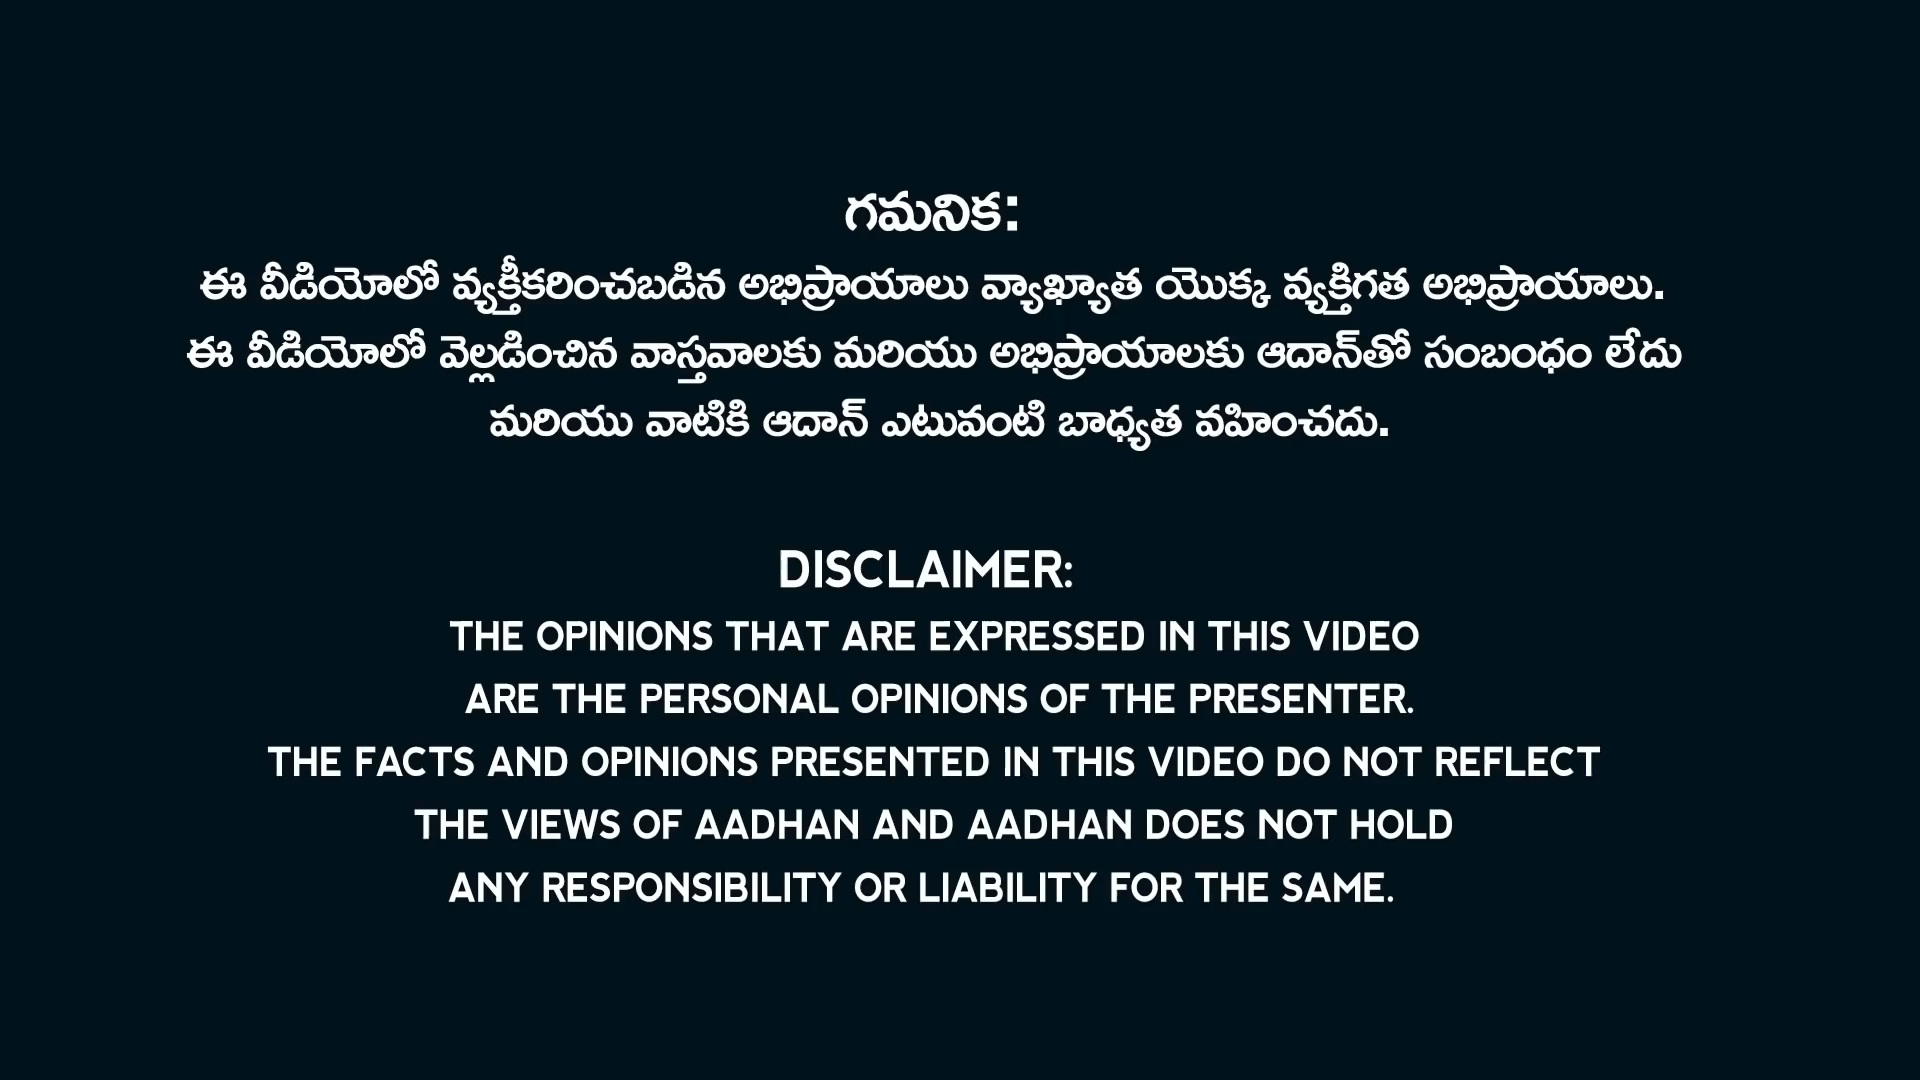 గమనిక:
ఈ వీడియోలో వ్యక్తీకరించబడిన అభిప్రాయాలు వ్యాఖ్యాత యొక్క వ్యక్తిగత అభిప్రాయాలు.
ఈ వీడియోలో వెల్లడించిన వాస్తవాలకు మరియు అభిప్రాయాలకు ఆదాన్‌తో సంబంధం లేదు
మరియు వాటికి ఆదాన్ ఎటువంటి బాధ్యత వహించదు.
DISCLAIMER:
THE OPINIONS THAT ARE EXPRESSED IN THIS VIDEO
ARE THE PERSONAL OPINIONS OF THE PRESENTER.
THE FACTS AND OPINIONS PRESENTED IN THIS VIDEO DO NOT REFLECT
THE VIEWS OF AADHAN AND AADHAN DOES NOT HOLD
ANY RESPONSIBILITY OR LIABILITY FOR THE SAME.